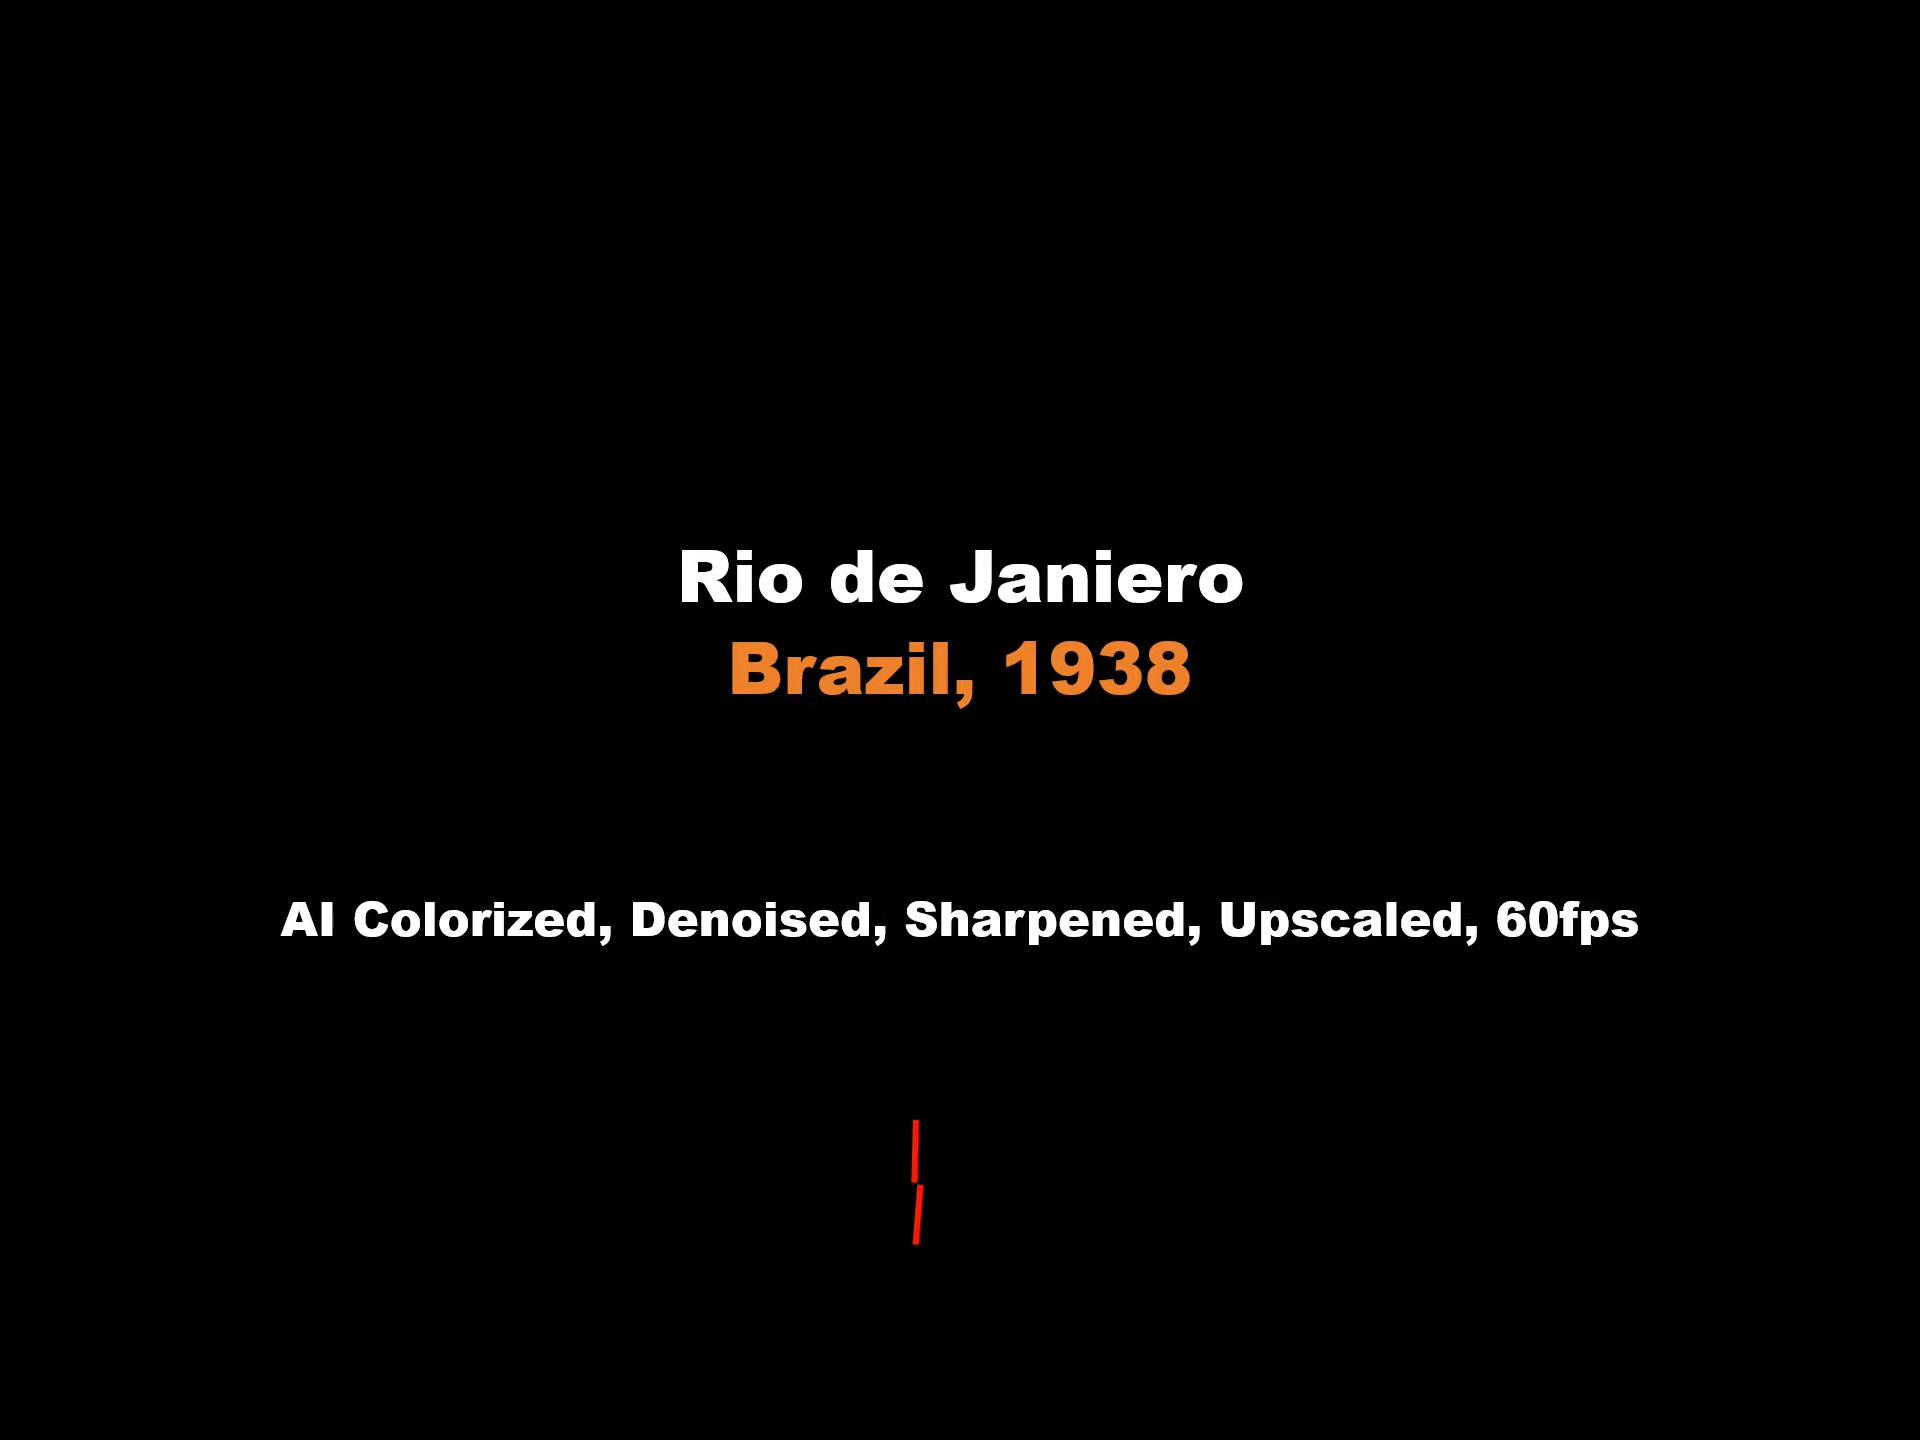 Rio de Janiero
Brazil, 1938
AI Colorized, Denoised, Sharpened, Upscaled, 60fps